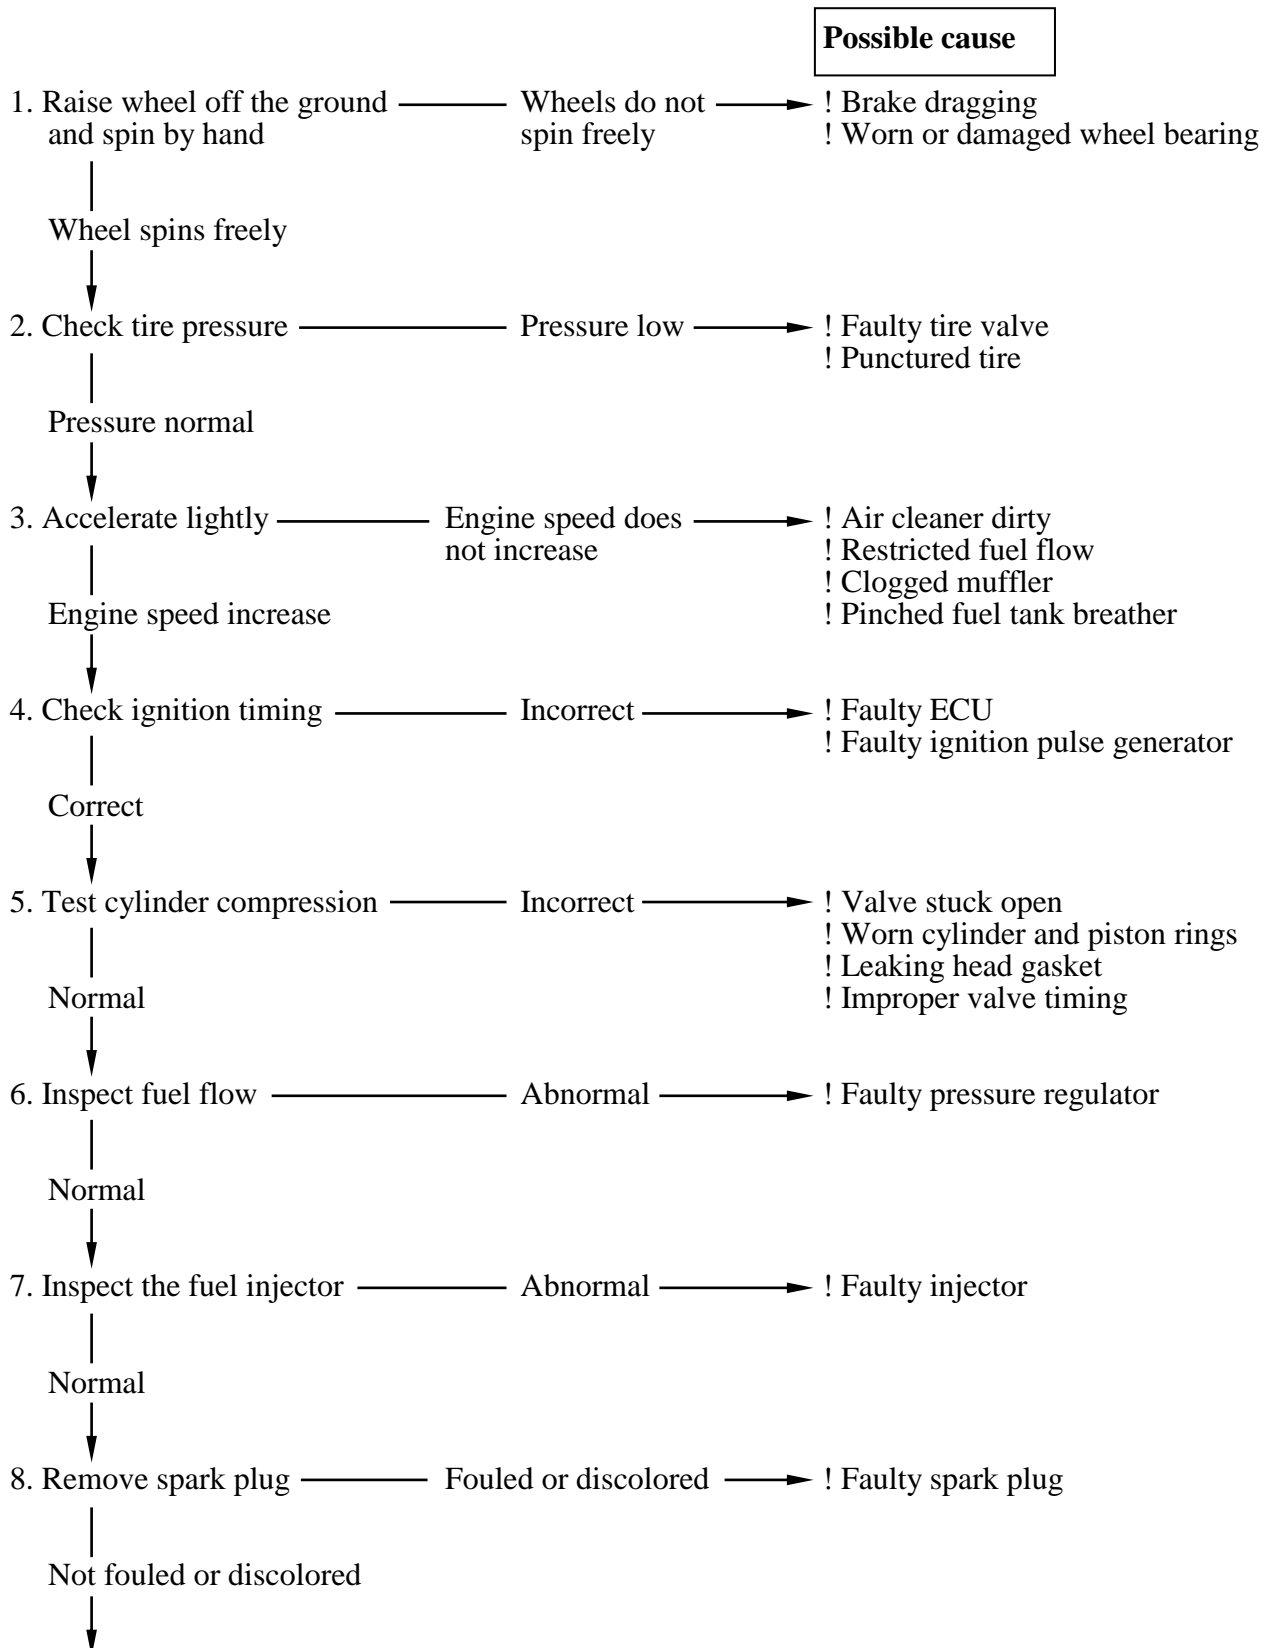 Possible cause
1. Raise wheel off the ground Wheels do not ! Brake dragging
and spin by hand spin freely ! Worn or damaged wheel bearing
Wheel spins freely
2. Check tire pressure Pressure low ! Faulty tire valve
! Punctured tire
Pressure normal
3. Accelerate lightly Engine speed does ! Air cleaner dirty
not increase ! Restricted fuel flow
! Clogged muffler
Engine speed increase ! Pinched fuel tank breather
4. Check ignition timing Incorrect ! Faulty ECU
! Faulty ignition pulse generator
Correct
5. Test cylinder compression Incorrect ! Valve stuck open
! Worn cylinder and piston rings
! Leaking head gasket
Normal ! Improper valve timing
6. Inspect fuel flow Abnormal ! Faulty pressure regulator
Normal
7. Inspect the fuel injector Abnormal ! Faulty injector
Normal
8. Remove spark plug Fouled or discolored ! Faulty spark plug
Not fouled or discolored